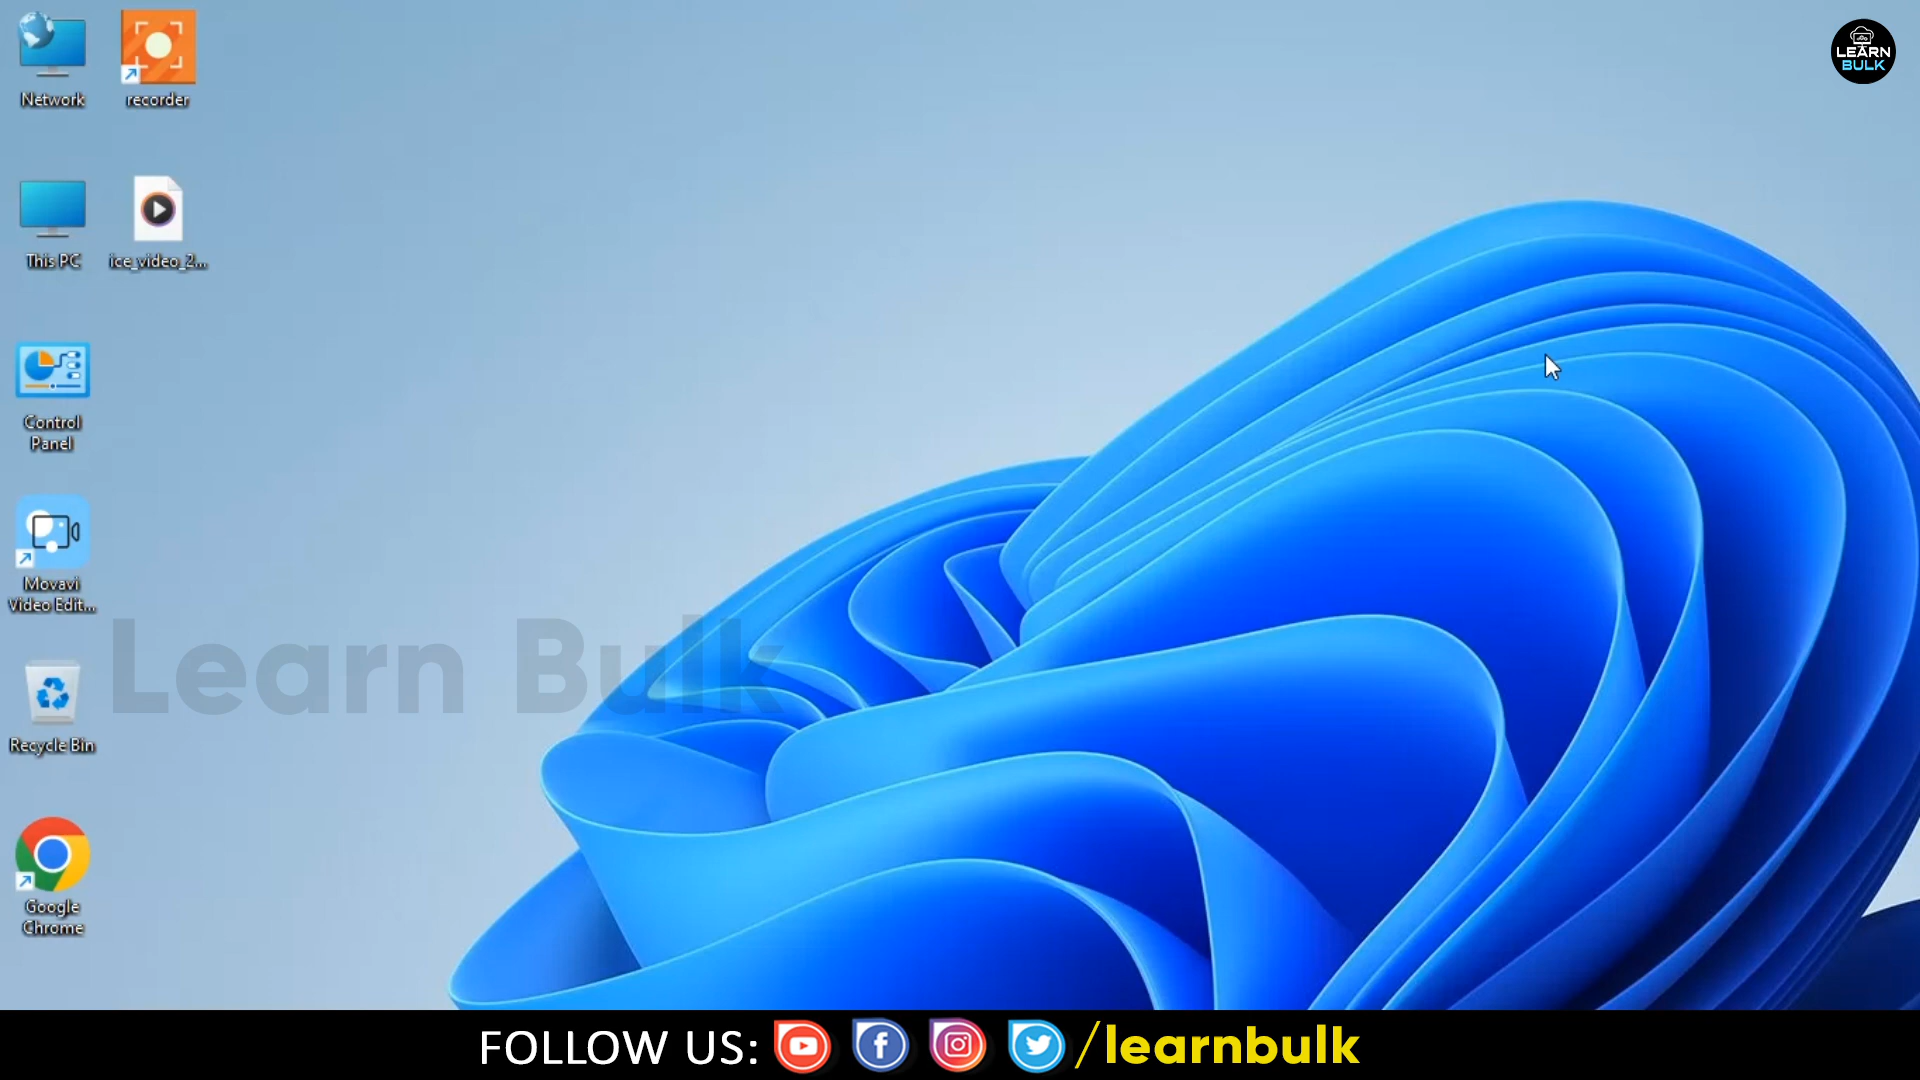 Network
recorder
LEARN
BULK
This PC
ice_video_2...
Control
Panel
Movavi
Video Edit...
Learn Bulk
Recycle Bin
Google
Chrome
FOLLOW US: /learnbulk